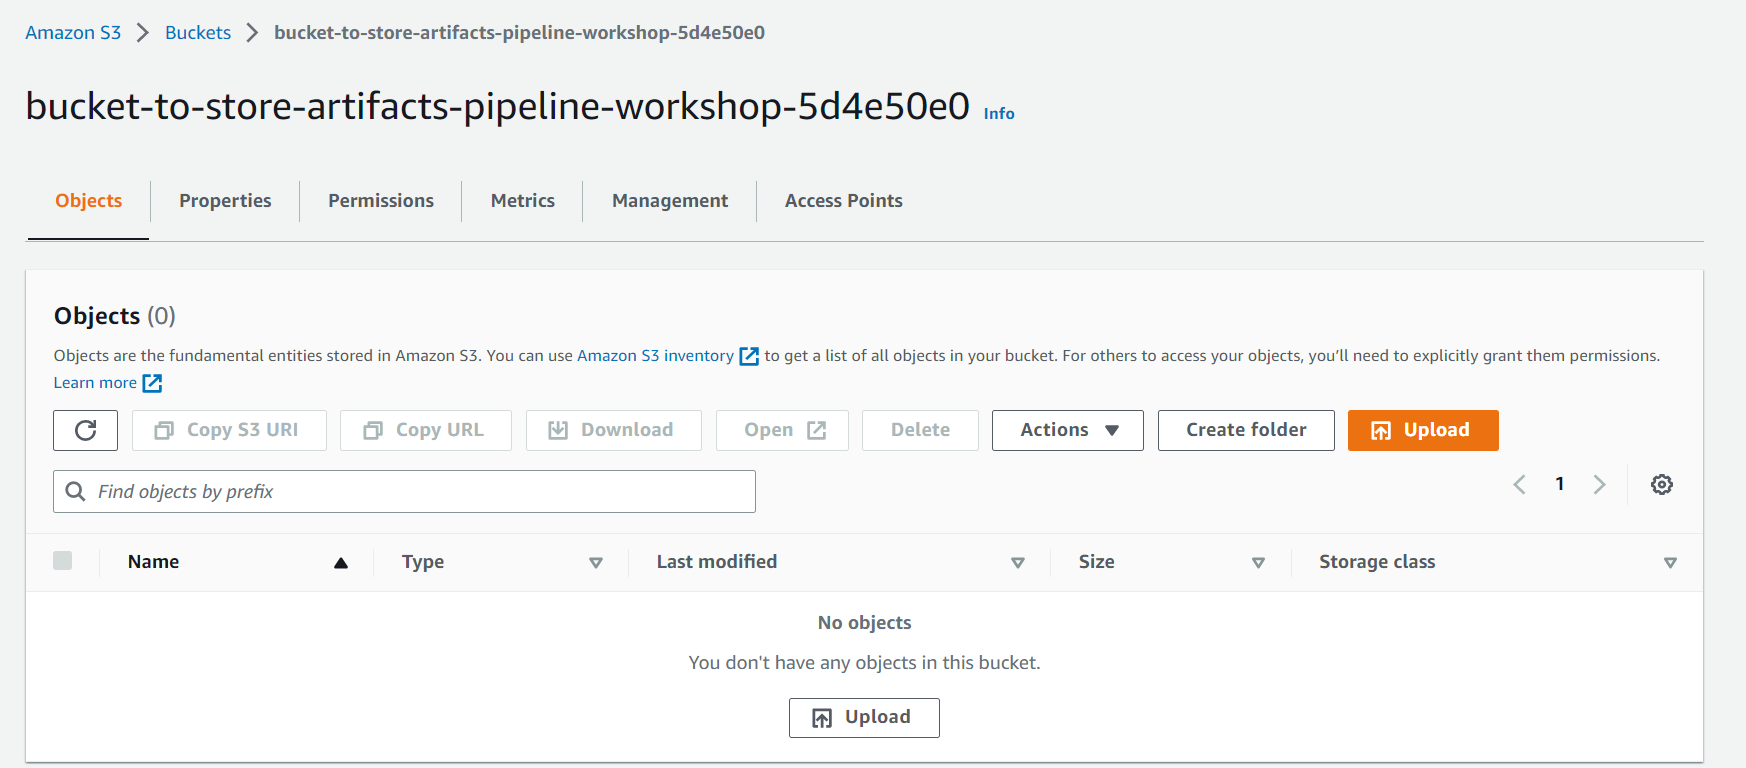 Amazon S3 Buckets bucket-to-store-artifacts-pipeline-workshop-5d4e50e0
bucket-to-store-artifacts-pipeline-workshop-5d4e50e0 Info
Objects Properties Permissions Metrics Management Access Points
Objects (0)
Objects are the fundamental entities stored in Amazon S3. You can use Amazon S3 inventory to get a list of all objects in your bucket. For others to access your objects, you’ll need to explicitly grant them permissions.
Learn more
Copy S3 URI Copy URL Download Open Delete Actions Create folder Upload
Find objects by prefix 1
Name Type Last modified Size Storage class
No objects
You don't have any objects in this bucket.
Upload